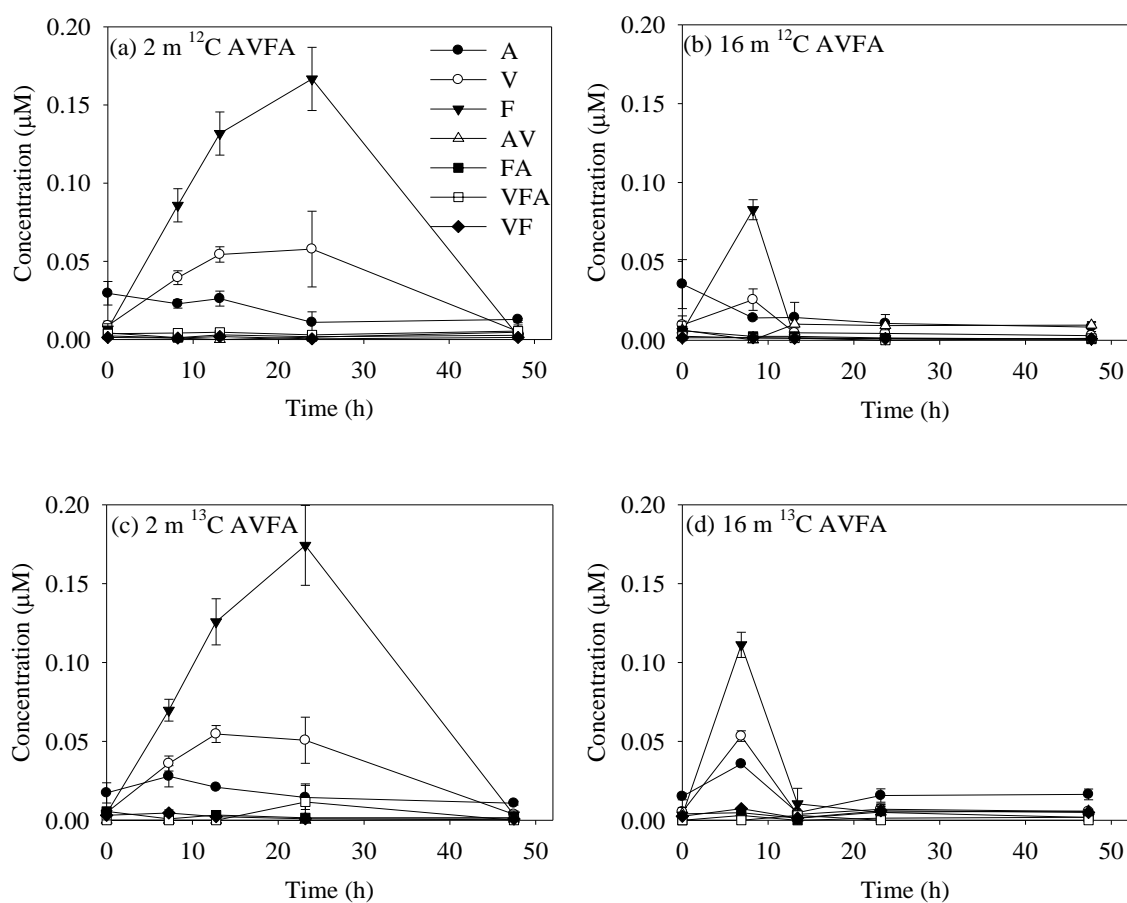 (a) 2 m ¹²C AVFA
A
V
F
AV
FA
VFA
VF
0.20
0.15
0.10
0.05
0.00
Concentration (μM)
0 10 20 30 40 50
Time (h)
(b) 16 m ¹²C AVFA
0.20
0.15
0.10
0.05
0.00
Concentration (μM)
0 10 20 30 40 50
Time (h)
(c) 2 m ¹³C AVFA
0.20
0.15
0.10
0.05
0.00
Concentration (μM)
0 10 20 30 40 50
Time (h)
(d) 16 m ¹³C AVFA
0.20
0.15
0.10
0.05
0.00
Concentration (μM)
0 10 20 30 40 50
Time (h)